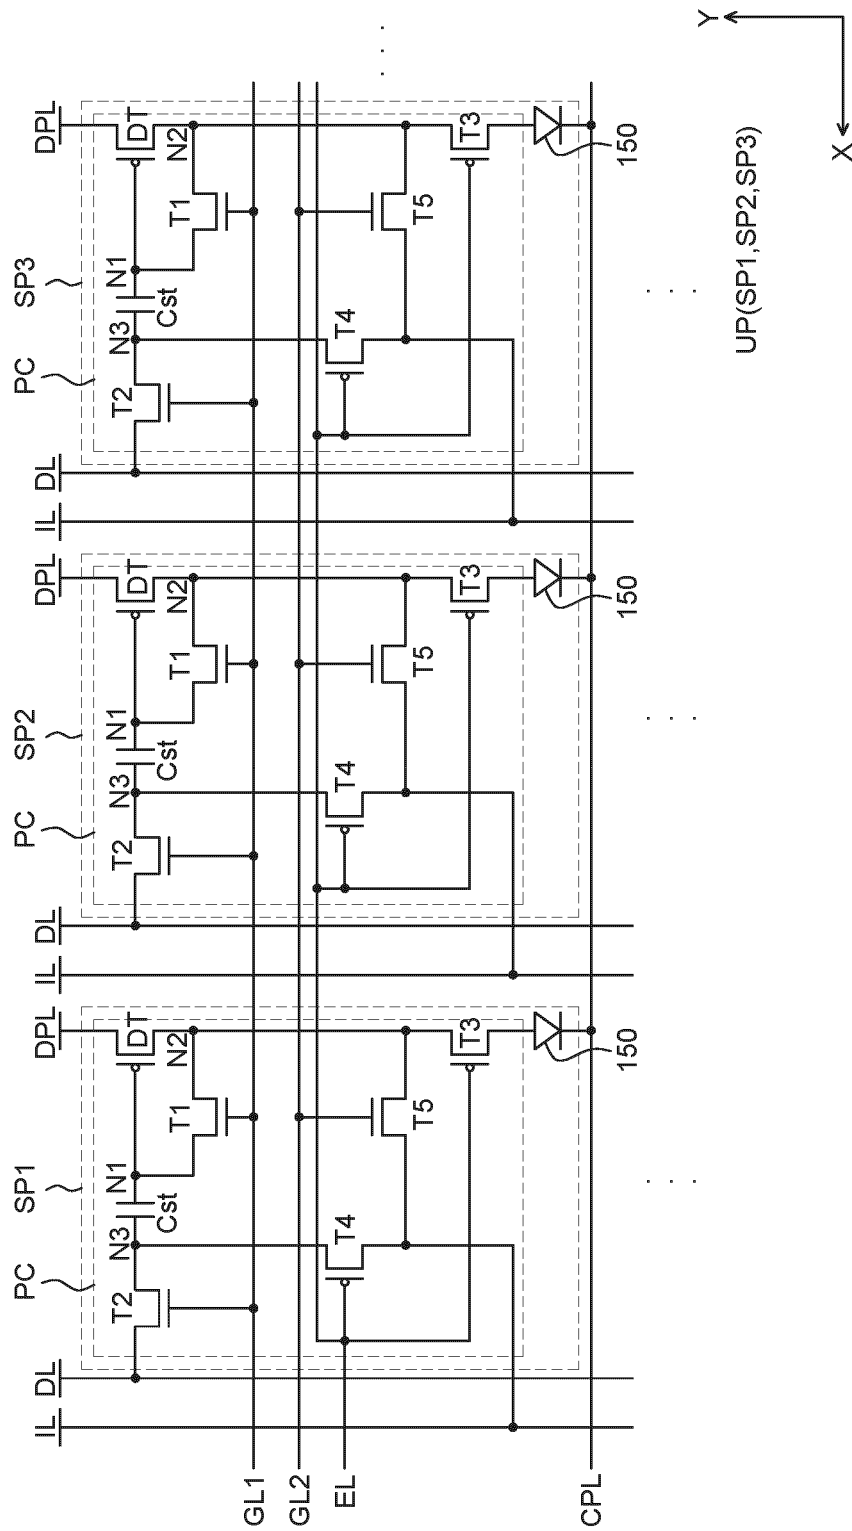 PC SP1 PC SP2 PC SP3
IL DL DPL IL DL DPL IL DL DPL
T2 N3 N1 DT T2 N3 N1 DT T2 N3 N1 DT
Cst T1 N2 Cst T1 N2 Cst T1 N2
GL1
GL2
EL T4 T4 T4
T5 T5 T5
T3 T3 T3
CPL
150 150 150
Y
UP(SP1,SP2,SP3)
X